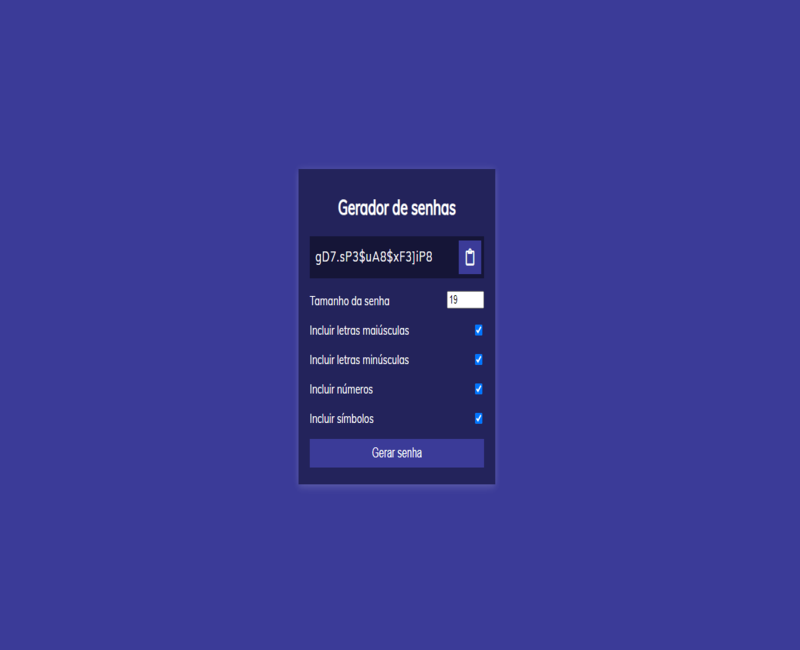 Gerador de senhas
gD7.sP3$uA8$xF3]iP8
Tamanho da senha 19
Incluir letras maiúsculas
Incluir letras minúsculas
Incluir números
Incluir símbolos
Gerar senha